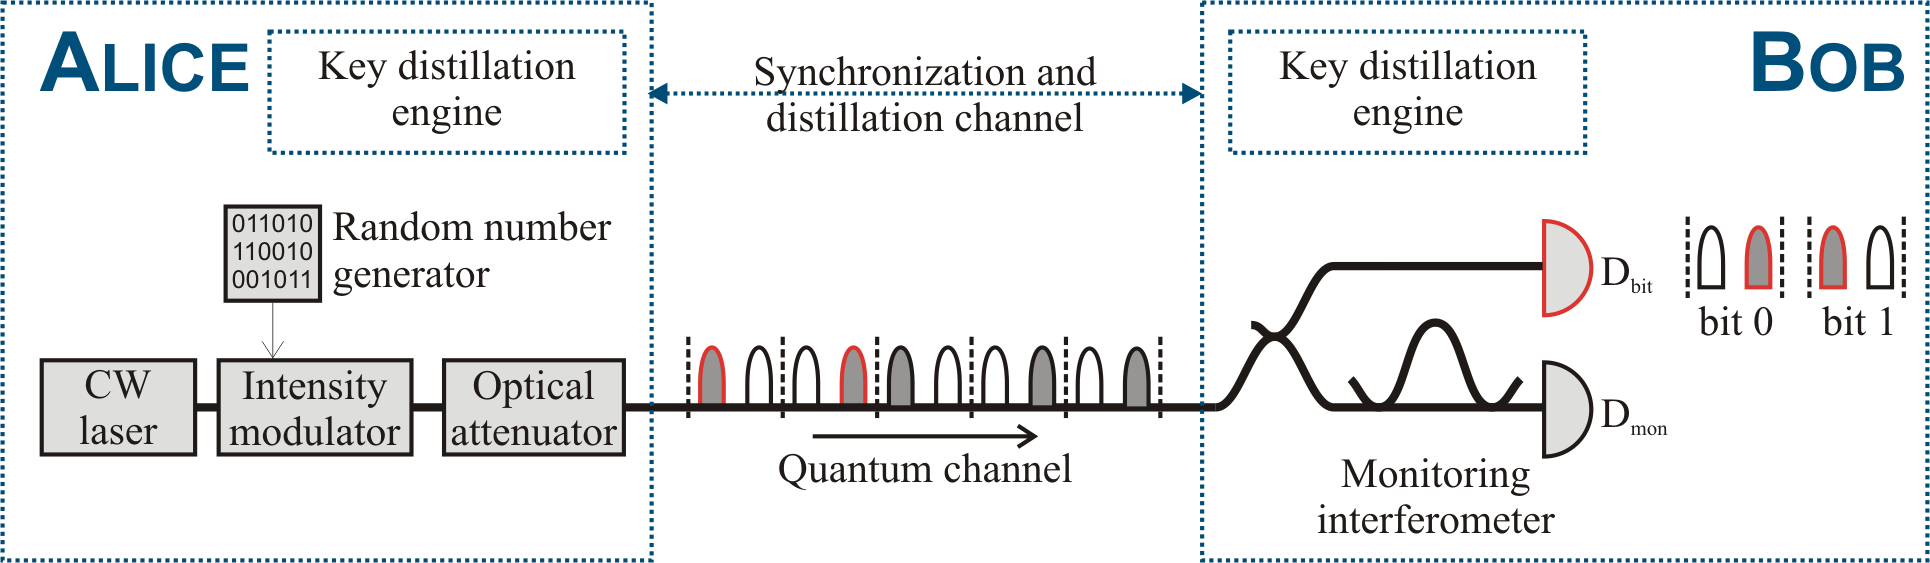 ALICE
Key distillation
engine
Synchronization and
distillation channel
Key distillation
engine
BOB
011010
110010
001011
Random number
generator
CW
laser
Intensity
modulator
Optical
attenuator
Quantum channel
Dbit
Dmon
bit 0
bit 1
Monitoring
interferometer